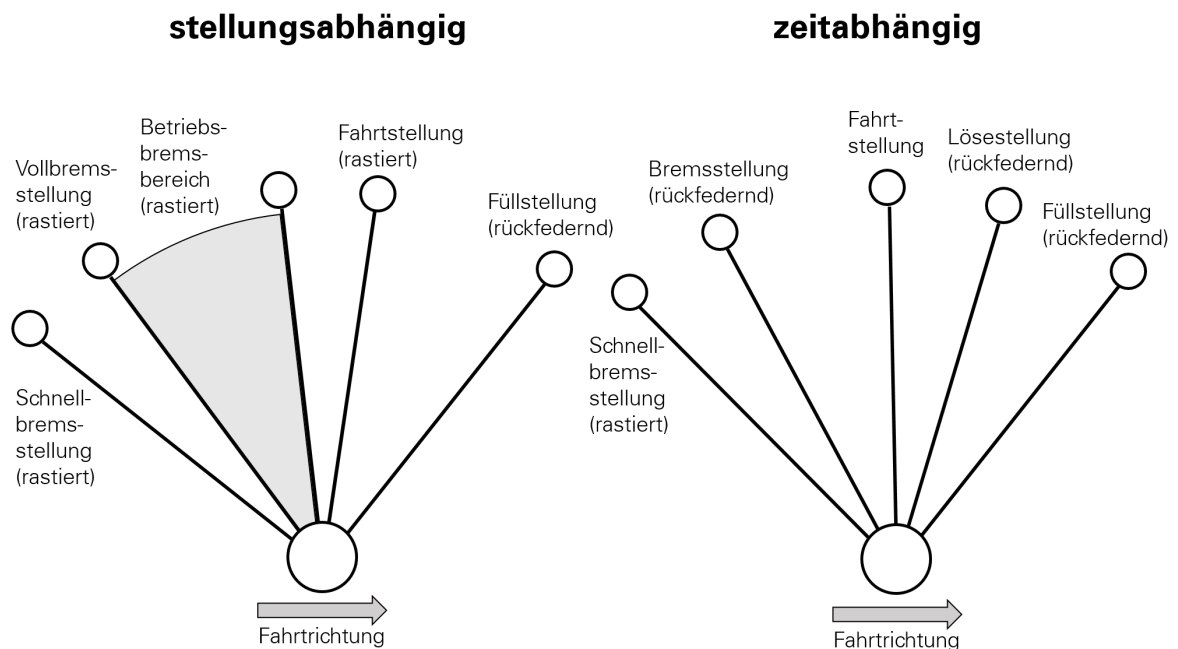 stellungsabhängig
Schnell-
brems-
stellung
(rastiert)
Vollbrems-
stellung
(rastiert)
Betriebs-
brems-
bereich
(rastiert)
Fahrtstellung
(rastiert)
Füllstellung
(rückfedernd)
Fahrtrichtung
zeitabhängig
Schnell-
brems-
stellung
(rastiert)
Bremsstellung
(rückfedernd)
Fahrt-
stellung
Lösestellung
(rückfedernd)
Füllstellung
(rückfedernd)
Fahrtrichtung